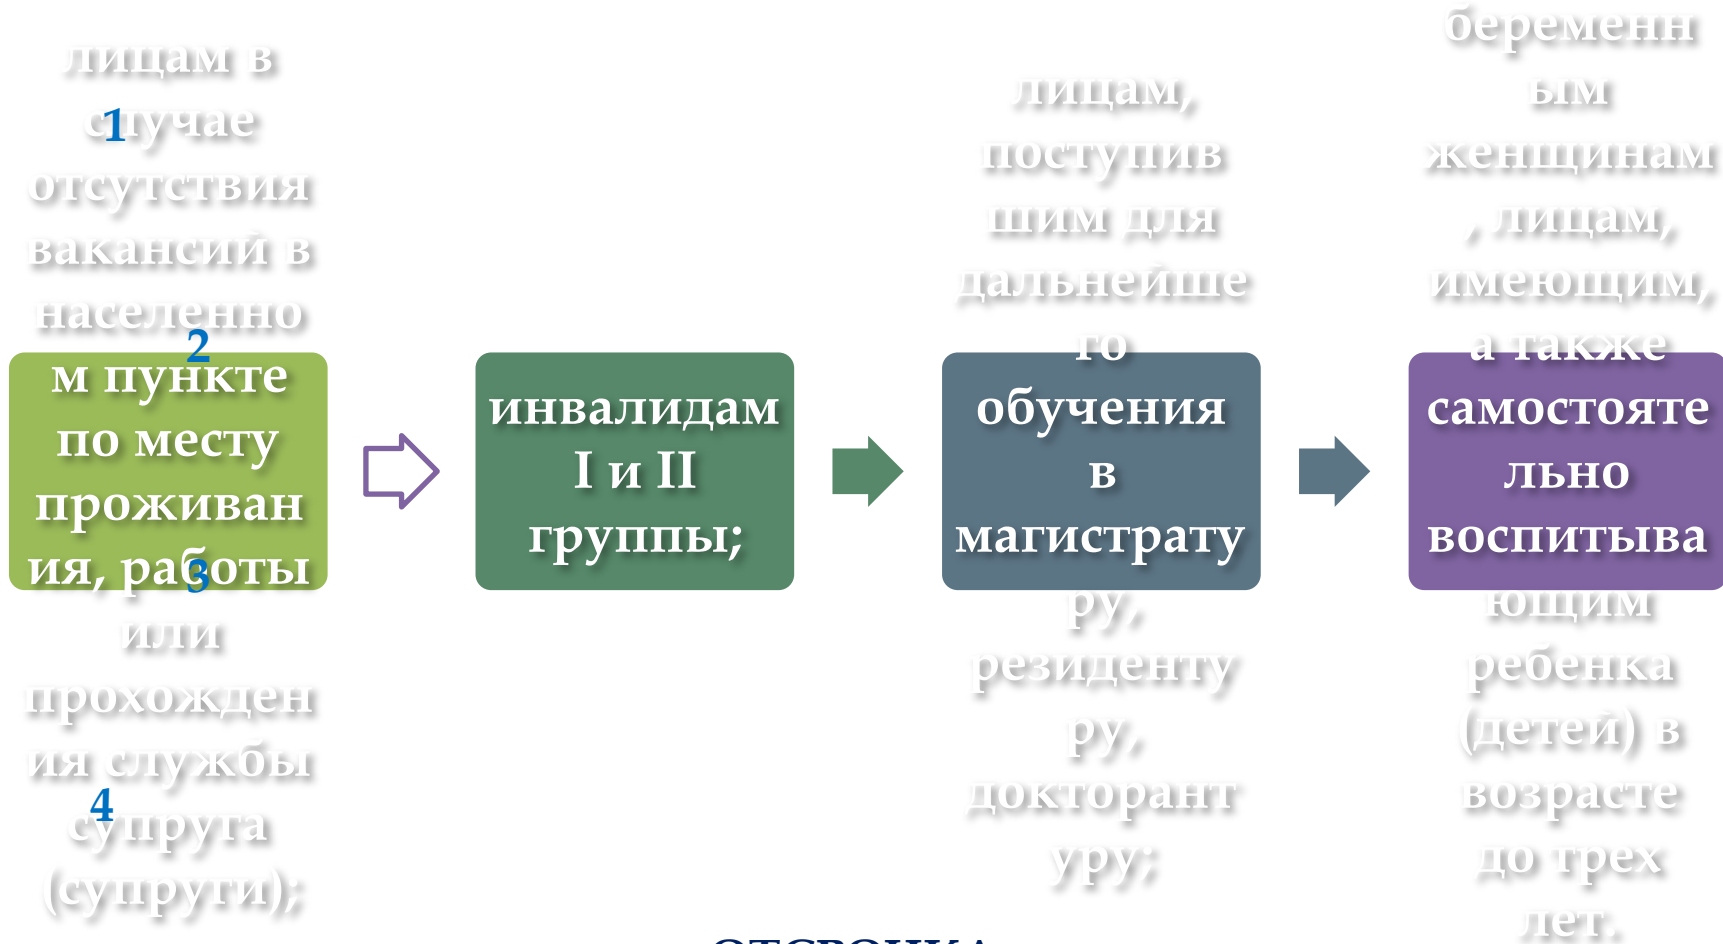 лицам в
случае
отсутствия
вакансий в
населенно
м пункте
по месту
проживан
ия, работы
или
прохожден
ия службы
супруга
(супруги);
1
2
3
4
инвалидам
I и II
группы;
лицам,
поступив
шим для
дальнейше
го
обучения
в
магистрату
ру,
резиденту
ру,
докторант
уру;
беременн
ым
женщинам
, лицам,
имеющим,
а также
самостояте
льно
воспитыва
ющим
ребенка
(детей) в
возрасте
до трех
лет.